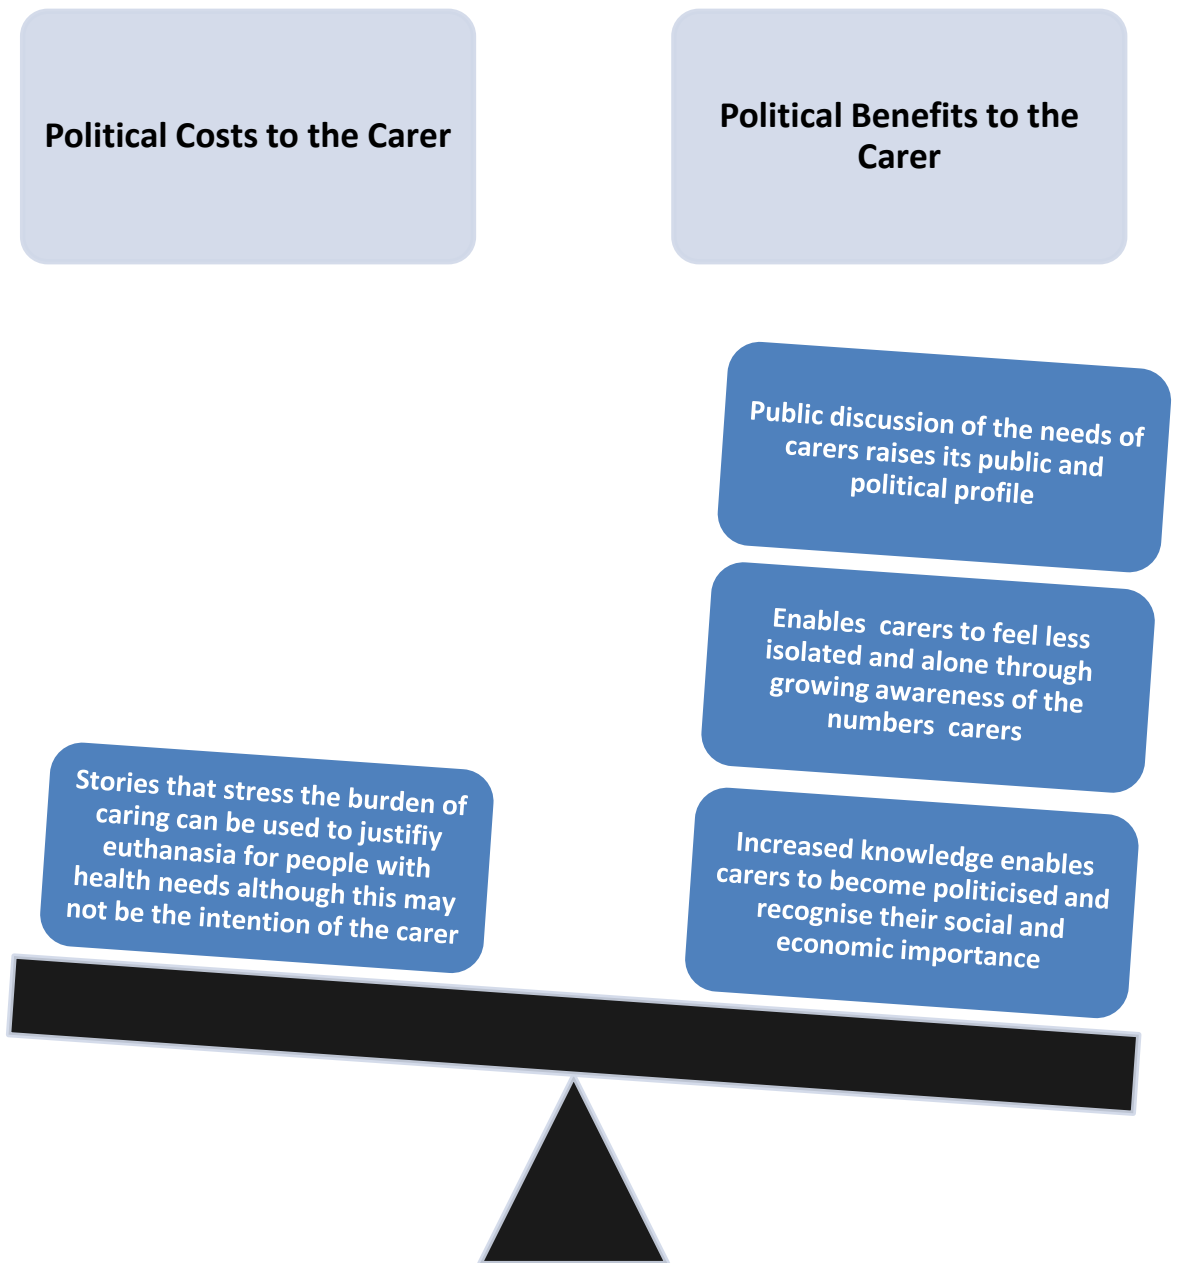 Political Costs to the Carer
Political Benefits to the
Carer
Public discussion of the needs of
carers raises its public and
political profile
Enables  carers to feel less
isolated and alone through
growing awareness of the
numbers  carers
Stories that stress the burden of
caring can be used to justifiy
euthanasia for people with
health needs although this may
not be the intention of the carer
Increased knowledge enables
carers to become politicised and
recognise their social and
economic importance